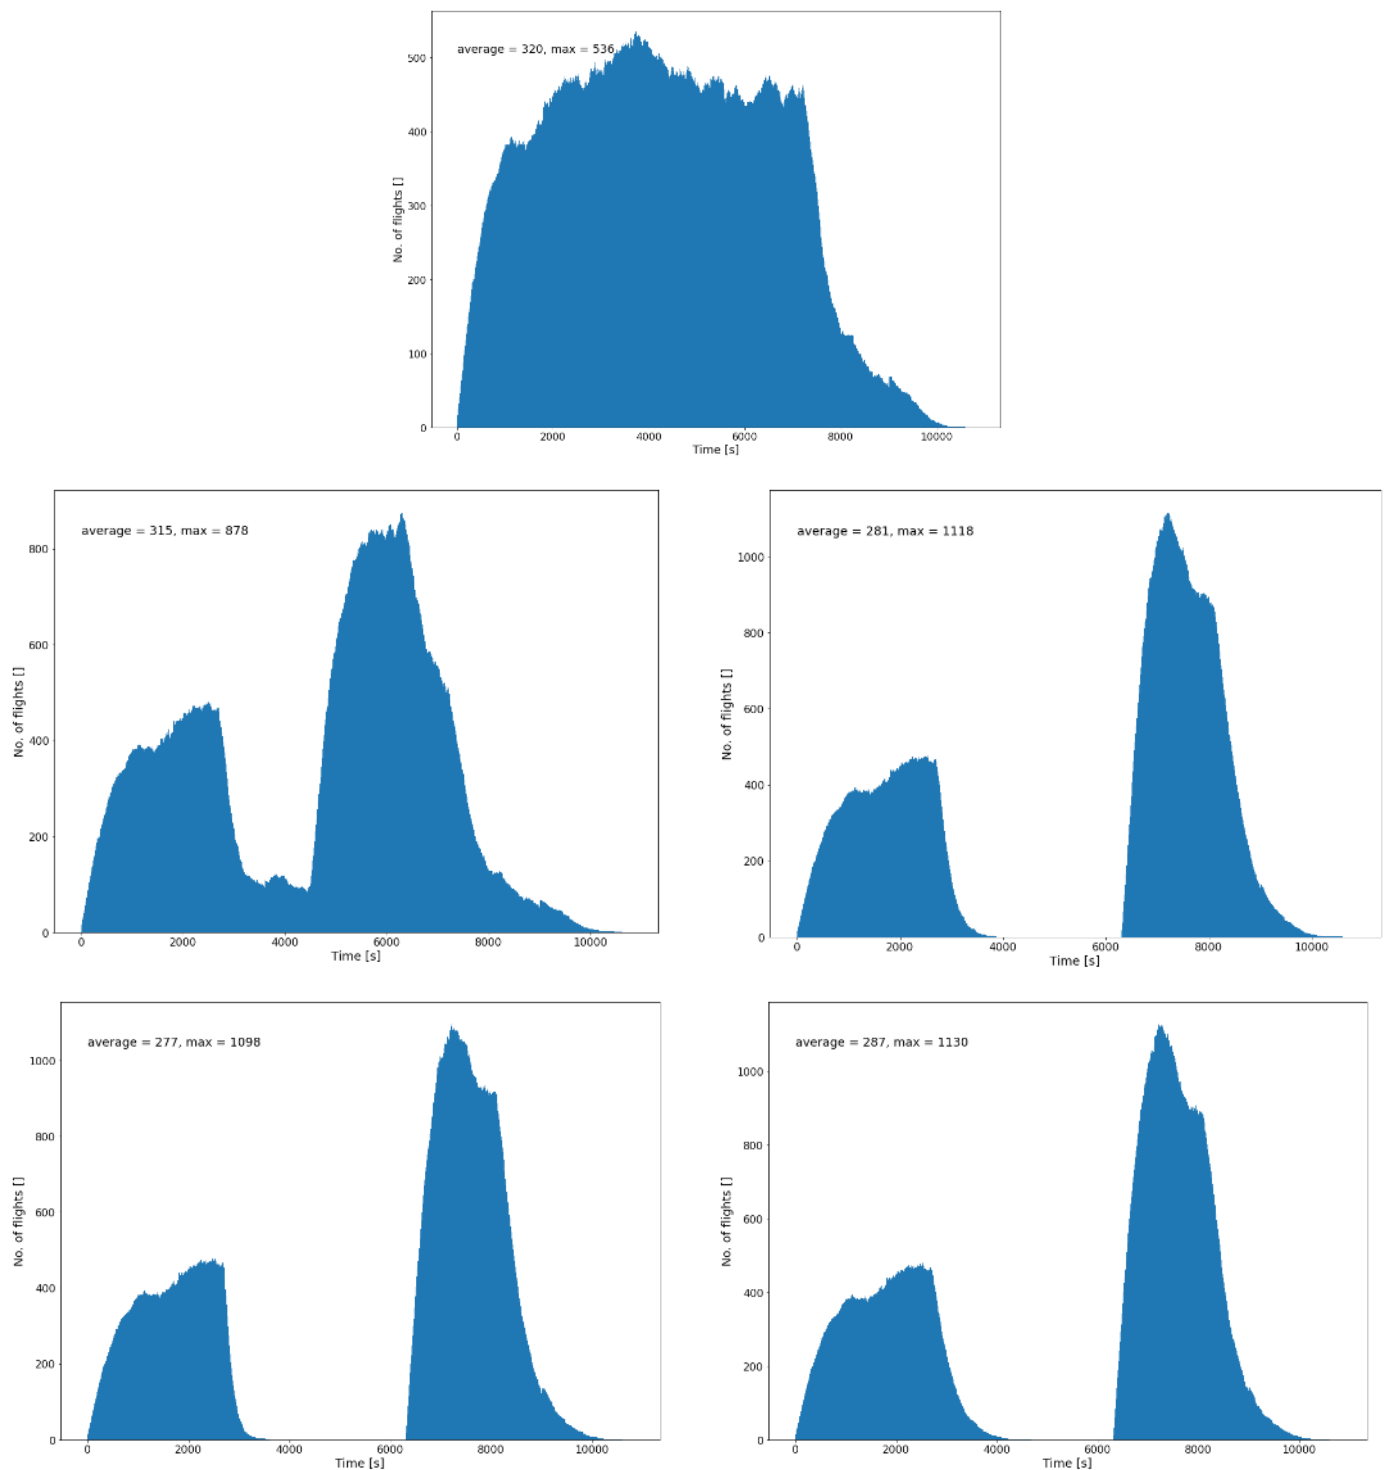 average = 320, max = 536
No. of flights []
500
400
300
200
100
0
0 2000 4000 6000 8000 10000
Time [s]
average = 315, max = 878
No. of flights []
800
600
400
200
0
0 2000 4000 6000 8000 10000
Time [s]
average = 281, max = 1118
No. of flights []
1000
800
600
400
200
0
0 2000 4000 6000 8000 10000
Time [s]
average = 277, max = 1098
No. of flights []
1000
800
600
400
200
0
0 2000 4000 6000 8000 10000
Time [s]
average = 287, max = 1130
No. of flights []
1000
800
600
400
200
0
0 2000 4000 6000 8000 10000
Time [s]